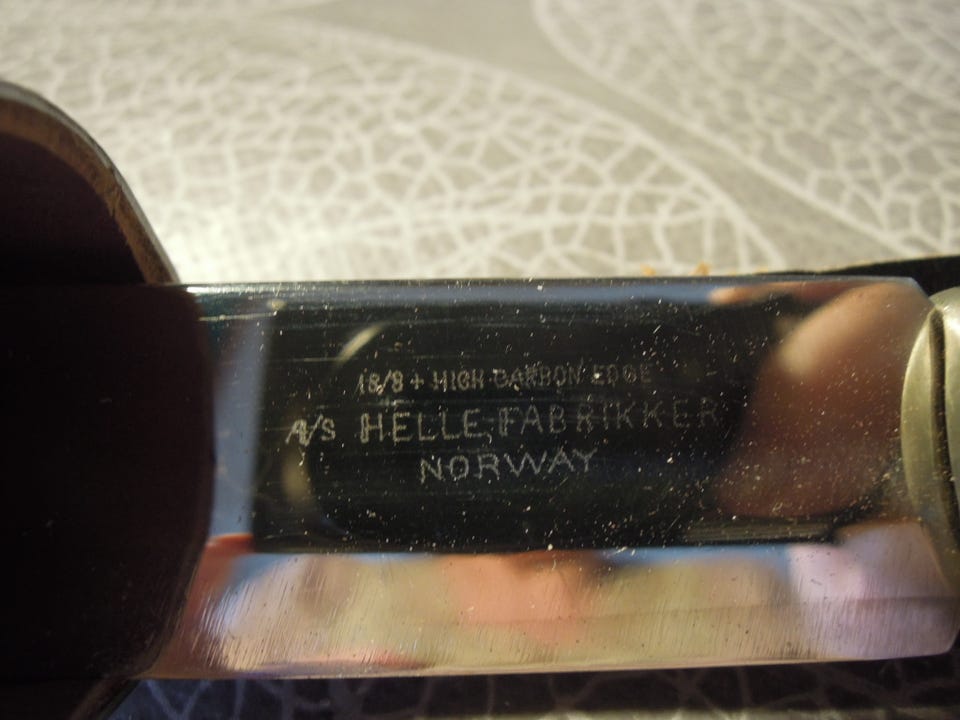 18/8 + HIGH CARBON EDGE
A/S HELLE FABRIKKER
NORWAY